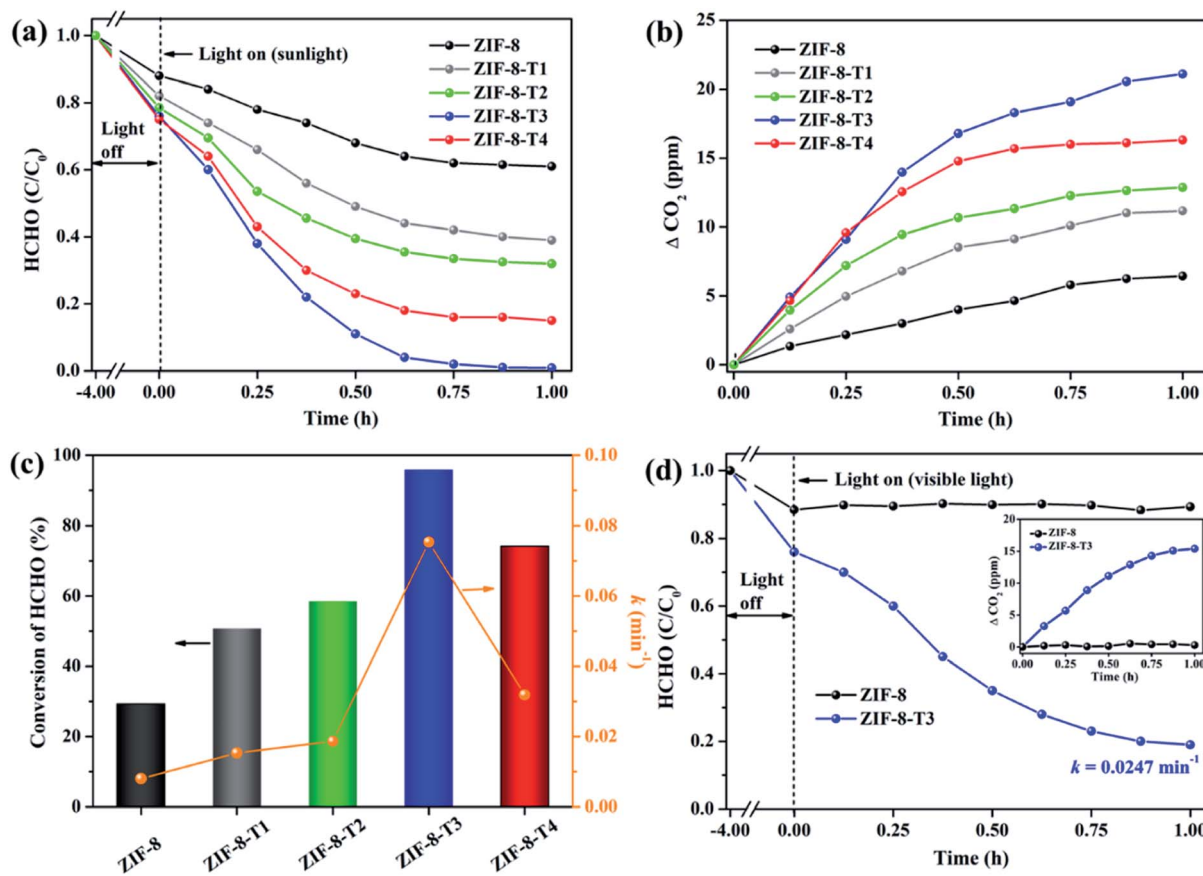 (a)
Light on (sunlight)
ZIF-8
ZIF-8-T1
ZIF-8-T2
ZIF-8-T3
ZIF-8-T4
Light
off
HCHO (C/C0)
1.0
0.8
0.6
0.4
0.2
0.0
-4.00 0.00 0.25 0.50 0.75 1.00
Time (h)
(b)
ZIF-8
ZIF-8-T1
ZIF-8-T2
ZIF-8-T3
ZIF-8-T4
Δ CO2 (ppm)
20
15
10
5
0
0.00 0.25 0.50 0.75 1.00
Time (h)
(c)
Conversion of HCHO (%)
100
80
60
40
20
0
k (min-1)
0.10
0.08
0.06
0.04
0.02
0.00
ZIF-8 ZIF-8-T1 ZIF-8-T2 ZIF-8-T3 ZIF-8-T4
(d)
Light on (visible light)
Light
off
ZIF-8
ZIF-8-T3
k = 0.0247 min-1
HCHO (C/C0)
1.0
0.8
0.6
0.4
0.2
0.0
-4.00 0.00 0.25 0.50 0.75 1.00
Time (h)
ZIF-8
ZIF-8-T3
Δ CO2 (ppm)
20
15
10
5
0
0.00 0.25 0.50 0.75 1.00
Time (h)